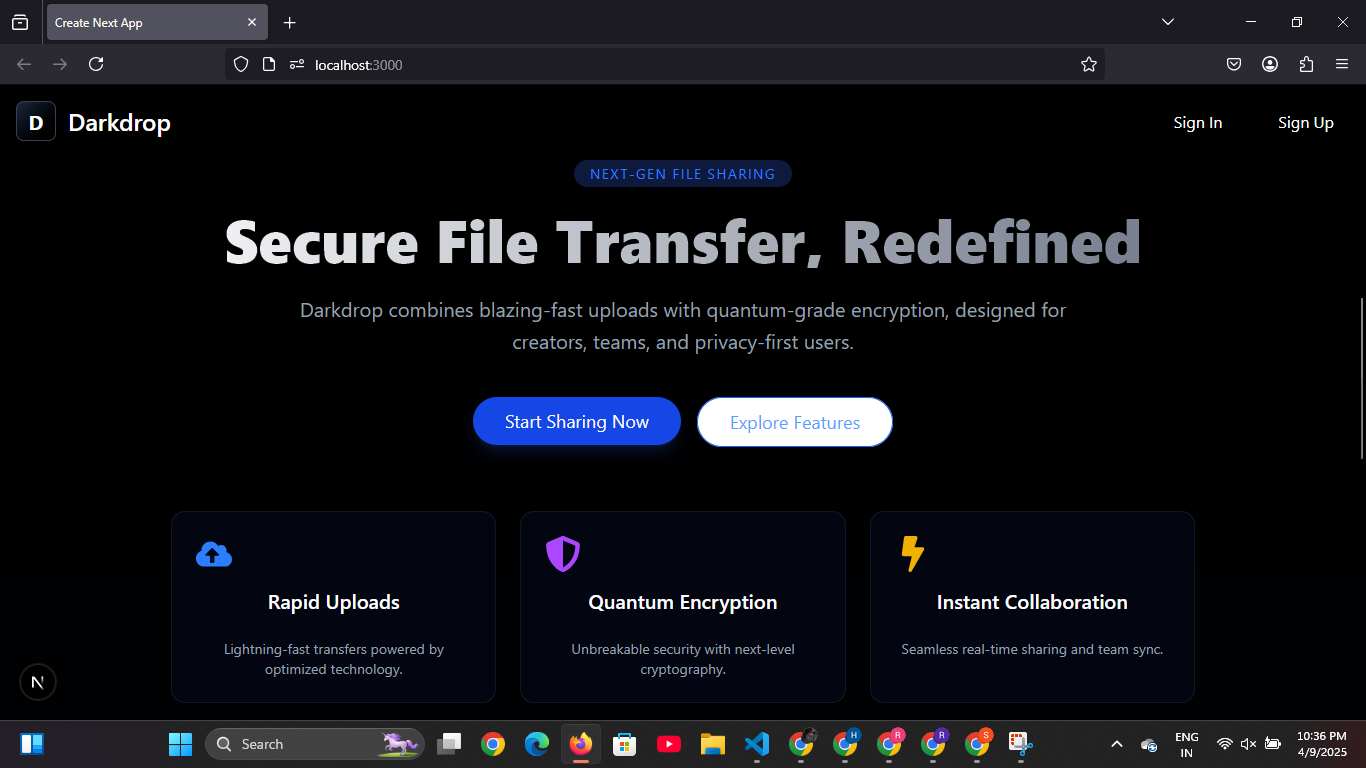 Create Next App
localhost:3000
D Darkdrop
Sign In Sign Up
NEXT-GEN FILE SHARING
Secure File Transfer, Redefined
Darkdrop combines blazing-fast uploads with quantum-grade encryption, designed for
creators, teams, and privacy-first users.
Start Sharing Now Explore Features
Rapid Uploads
Lightning-fast transfers powered by
optimized technology.
Quantum Encryption
Unbreakable security with next-level
cryptography.
Instant Collaboration
Seamless real-time sharing and team sync.
N
Search
H
R
R
S
ENG
IN
10:36 PM
4/9/2025